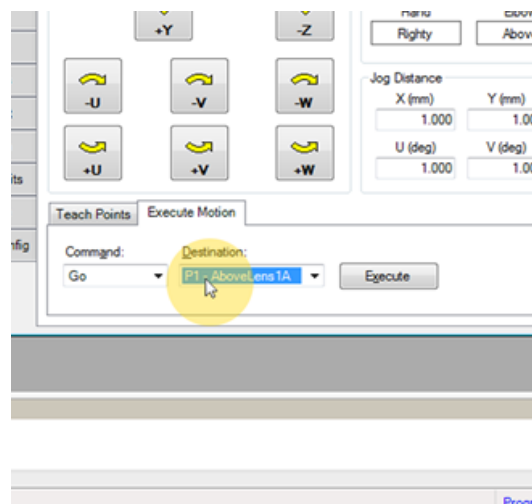 Hand
+Y
-Z
Righty
Above
Jog Distance
X (mm)
Y (mm)
-U
-V
-W
1.000
U (deg)
V (deg)
+U
+V
+W
1.000
Teach Points
Execute Motion
Command:
Destination:
Go
P1 - AboveLens1A
Execute